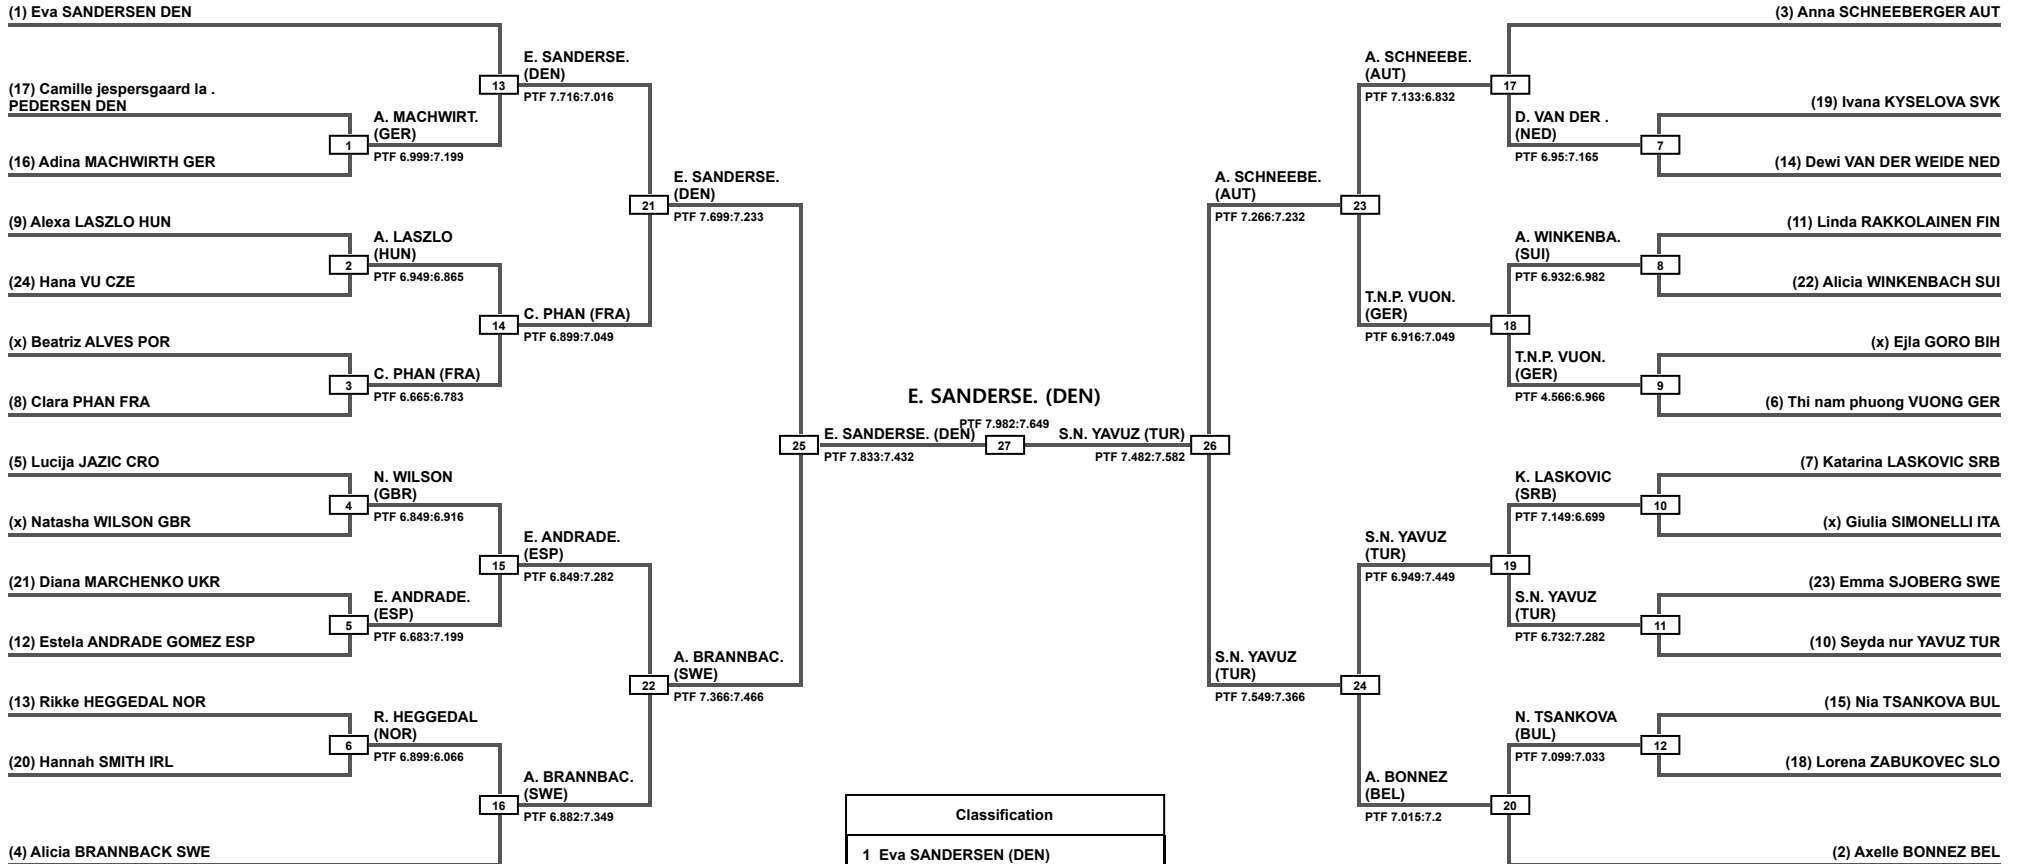 (1) Eva SANDERSEN DEN
(17) Camille jespersgaard la .
PEDERSEN DEN
(16) Adina MACHWIRTH GER
(9) Alexa LASZLO HUN
(24) Hana VU CZE
(x) Beatriz ALVES POR
(8) Clara PHAN FRA
(5) Lucija JAZIC CRO
(x) Natasha WILSON GBR
(21) Diana MARCHENKO UKR
(12) Estela ANDRADE GOMEZ ESP
(13) Rikke HEGGEDAL NOR
(20) Hannah SMITH IRL
(4) Alicia BRANNBACK SWE
1
A. MACHWIRT.
(GER)
PTF 6.999:7.199
2
A. LASZLO
(HUN)
PTF 6.949:6.865
3
C. PHAN (FRA)
PTF 6.665:6.783
4
N. WILSON
(GBR)
PTF 6.849:6.916
5
E. ANDRADE.
(ESP)
PTF 6.683:7.199
6
R. HEGGEDAL
(NOR)
PTF 6.899:6.066
13
E. SANDERSE.
(DEN)
PTF 7.716:7.016
14
C. PHAN (FRA)
PTF 6.899:7.049
15
E. ANDRADE.
(ESP)
PTF 6.849:7.282
16
A. BRANNBAC.
(SWE)
PTF 6.882:7.349
21
E. SANDERSE.
(DEN)
PTF 7.699:7.233
22
A. BRANNBAC.
(SWE)
PTF 7.366:7.466
25
E. SANDERSE. (DEN)
PTF 7.833:7.432
E. SANDERSE. (DEN)
PTF 7.982:7.649
27
S.N. YAVUZ (TUR)
PTF 7.482:7.582
26
A. SCHNEEBE.
(AUT)
PTF 7.266:7.232
23
S.N. YAVUZ
(TUR)
PTF 7.549:7.366
24
A. SCHNEEBE.
(AUT)
PTF 7.133:6.832
17
T.N.P. VUON.
(GER)
PTF 6.916:7.049
18
S.N. YAVUZ
(TUR)
PTF 6.949:7.449
19
A. BONNEZ
(BEL)
PTF 7.015:7.2
20
D. VAN DER .
(NED)
PTF 6.95:7.165
7
A. WINKENBA.
(SUI)
PTF 6.932:6.982
8
T.N.P. VUON.
(GER)
PTF 4.566:6.966
9
K. LASKOVIC
(SRB)
PTF 7.149:6.699
10
S.N. YAVUZ
(TUR)
PTF 6.732:7.282
11
N. TSANKOVA
(BUL)
PTF 7.099:7.033
12
(3) Anna SCHNEEBERGER AUT
(19) Ivana KYSELOVA SVK
(14) Dewi VAN DER WEIDE NED
(11) Linda RAKKOLAINEN FIN
(22) Alicia WINKENBACH SUI
(x) Ejla GORO BIH
(6) Thi nam phuong VUONG GER
(7) Katarina LASKOVIC SRB
(x) Giulia SIMONELLI ITA
(23) Emma SJOBERG SWE
(10) Seyda nur YAVUZ TUR
(15) Nia TSANKOVA BUL
(18) Lorena ZABUKOVEC SLO
(2) Axelle BONNEZ BEL
Classification
1 Eva SANDERSEN (DEN)